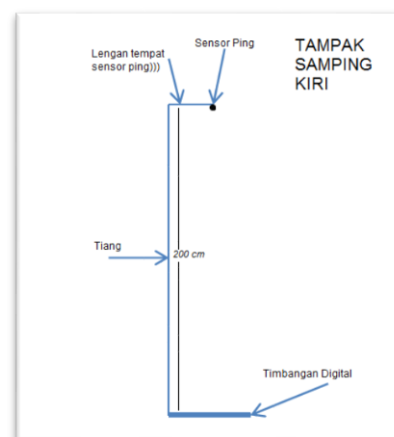 Sensor Ping
Lengan tempat
sensor ping)))
TAMPAK
SAMPING
KIRI
Tiang
200 cm
Timbangan Digital